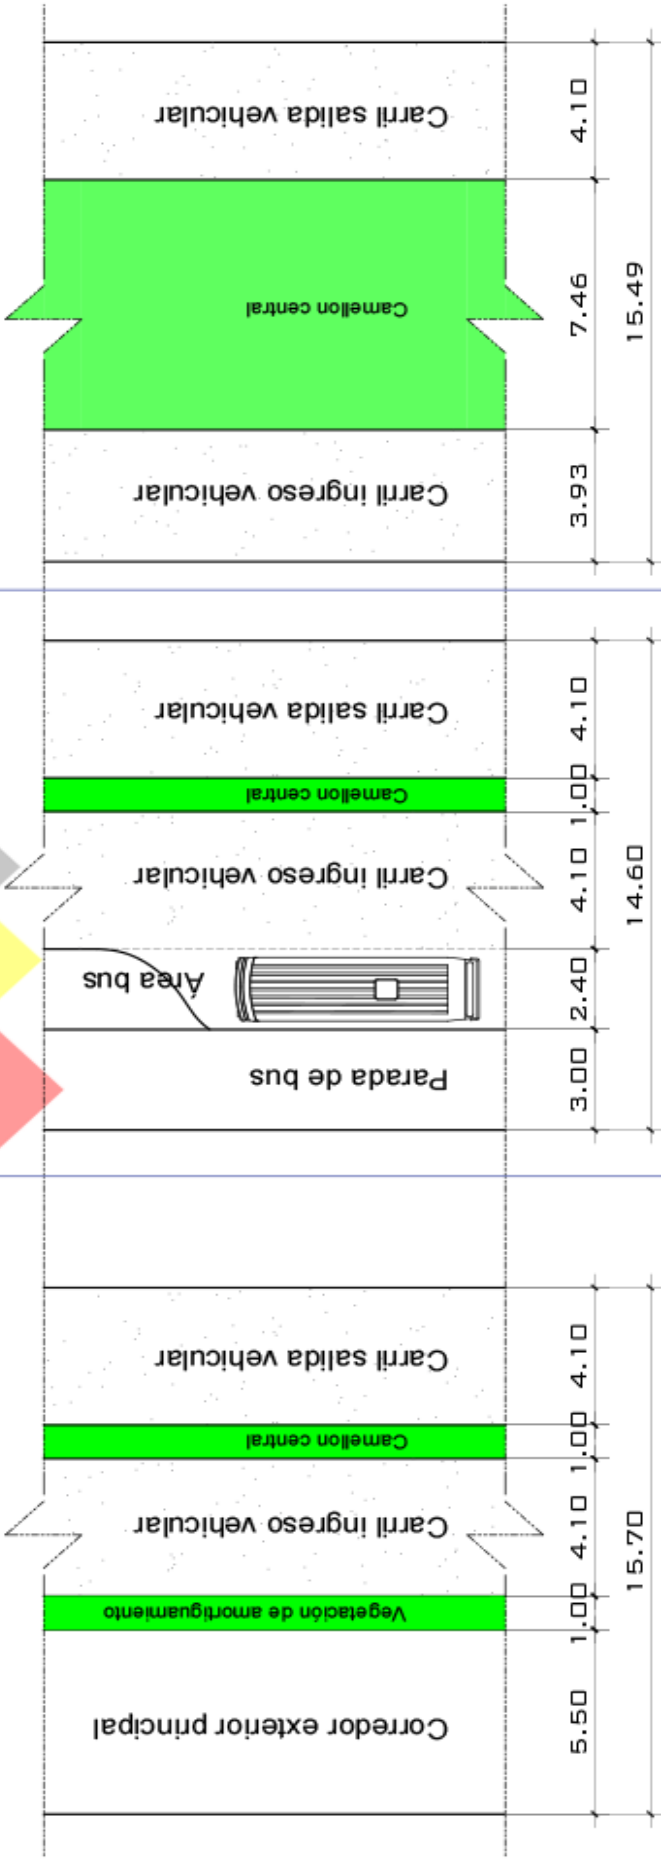 Carril salida vehicular
4.10
Camellon central
7.46
15.49
Carril ingreso vehicular
3.93
Carril salida vehicular
4.10
Camellon central
1.00
Carril ingreso vehicular
4.10
14.60
Área bus
2.40
Parada de bus
3.00
Carril salida vehicular
4.10
Camellon central
1.00
Carril ingreso vehicular
4.10
15.70
Vegetación de amortiguamiento
1.00
Corredor exterior principal
5.50